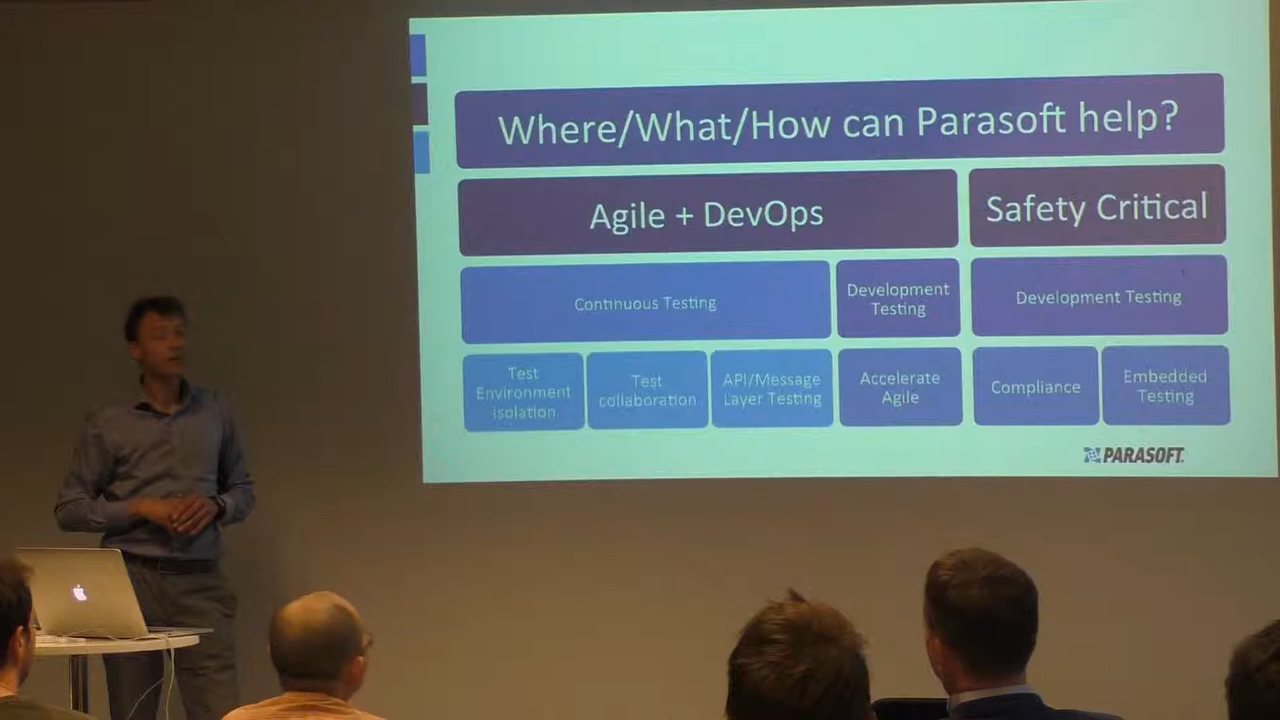 Where/What/How can Parasoft help?
Agile + DevOps
Safety Critical
Continuous Testing
Development
Testing
Development Testing
Test
Environment
isolation
Test
collaboration
API/Message
Layer Testing
Accelerate
Agile
Compliance
Embedded
Testing
PARASOFT